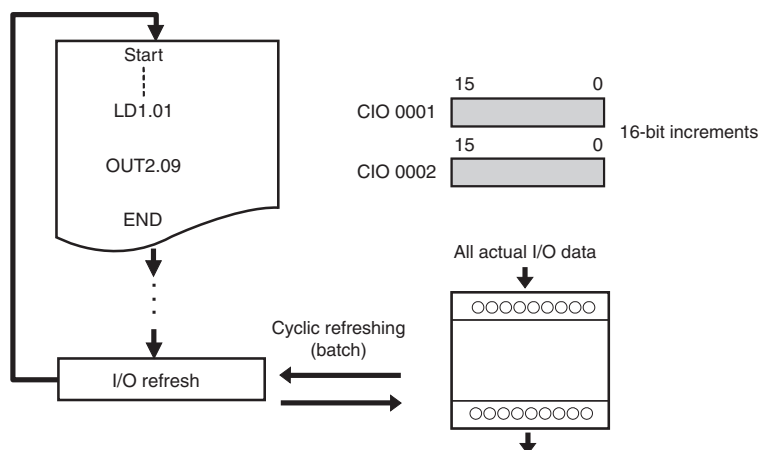 Start
LD1.01
OUT2.09
END
I/O refresh
15 0
CIO 0001
15 0
CIO 0002
16-bit increments
All actual I/O data
Cyclic refreshing
(batch)